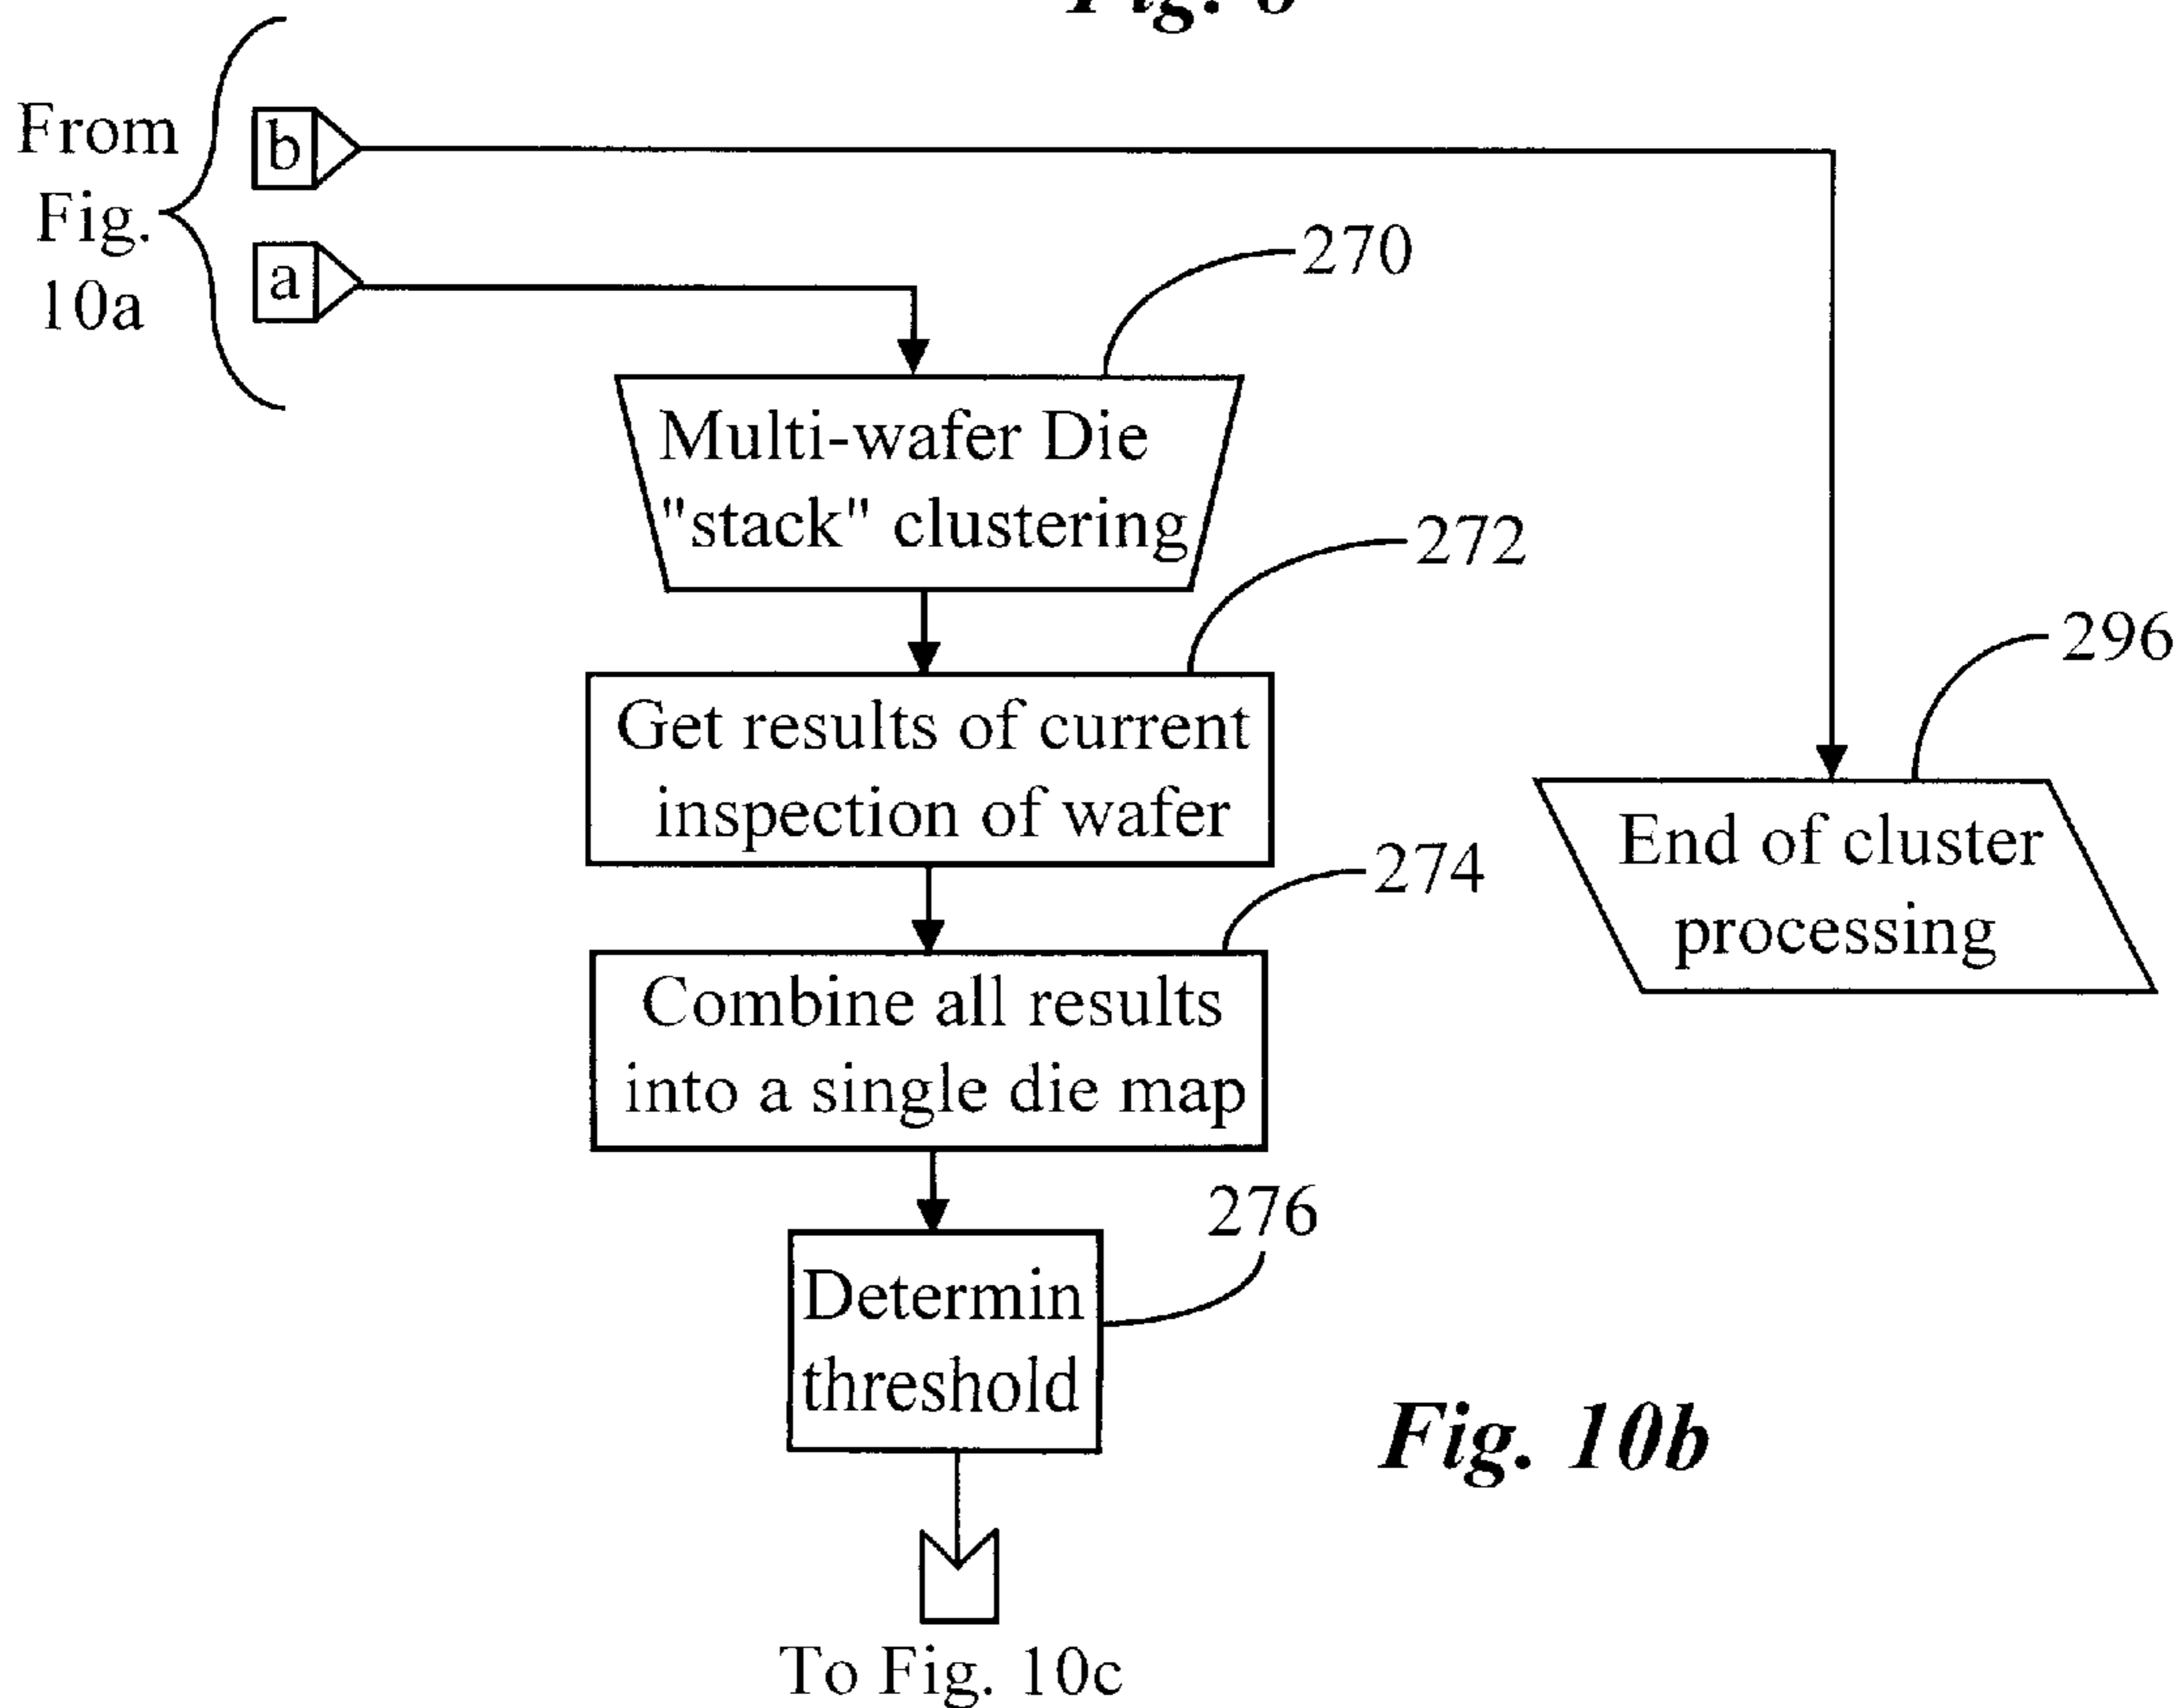 From
Fig.
10a
b
a
270
Multi-wafer Die
"stack" clustering
272
Get results of current
inspection of wafer
296
End of cluster
processing
274
Combine all results
into a single die map
276
Determin
threshold
Fig. 10b
To Fig. 10c